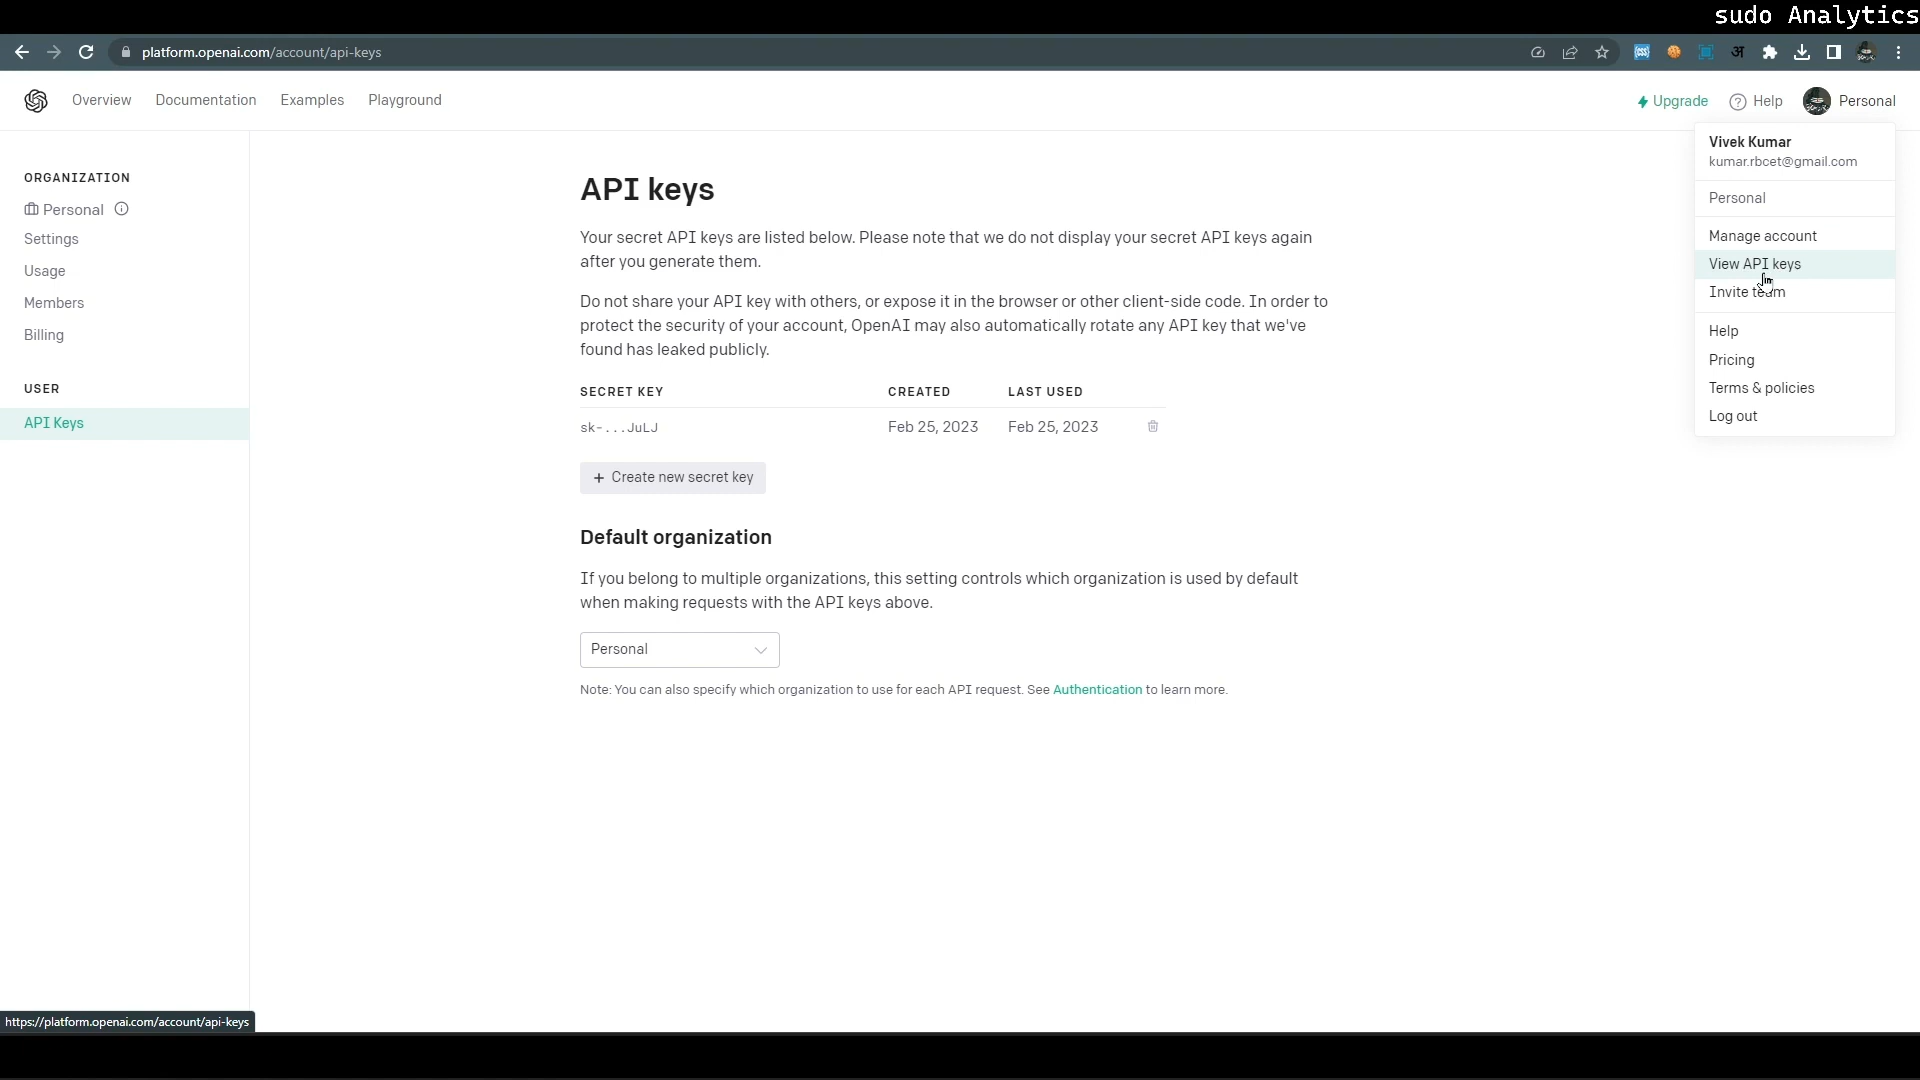 sudo Analytics
platform.openai.com/account/api-keys
Overview Documentation Examples Playground
Upgrade Help Personal
ORGANIZATION
Personal
Settings
Usage
Members
Billing
USER
API Keys
API keys
Your secret API keys are listed below. Please note that we do not display your secret API keys again
after you generate them.
Do not share your API key with others, or expose it in the browser or other client-side code. In order to
protect the security of your account, OpenAI may also automatically rotate any API key that we've
found has leaked publicly.
SECRET KEY CREATED LAST USED
sk-...JuLJ Feb 25, 2023 Feb 25, 2023
+ Create new secret key
Default organization
If you belong to multiple organizations, this setting controls which organization is used by default
when making requests with the API keys above.
Personal
Note: You can also specify which organization to use for each API request. See Authentication to learn more.
Vivek Kumar
kumar.rbcet@gmail.com
Personal
Manage account
View API keys
Invite team
Help
Pricing
Terms & policies
Log out
https://platform.openai.com/account/api-keys